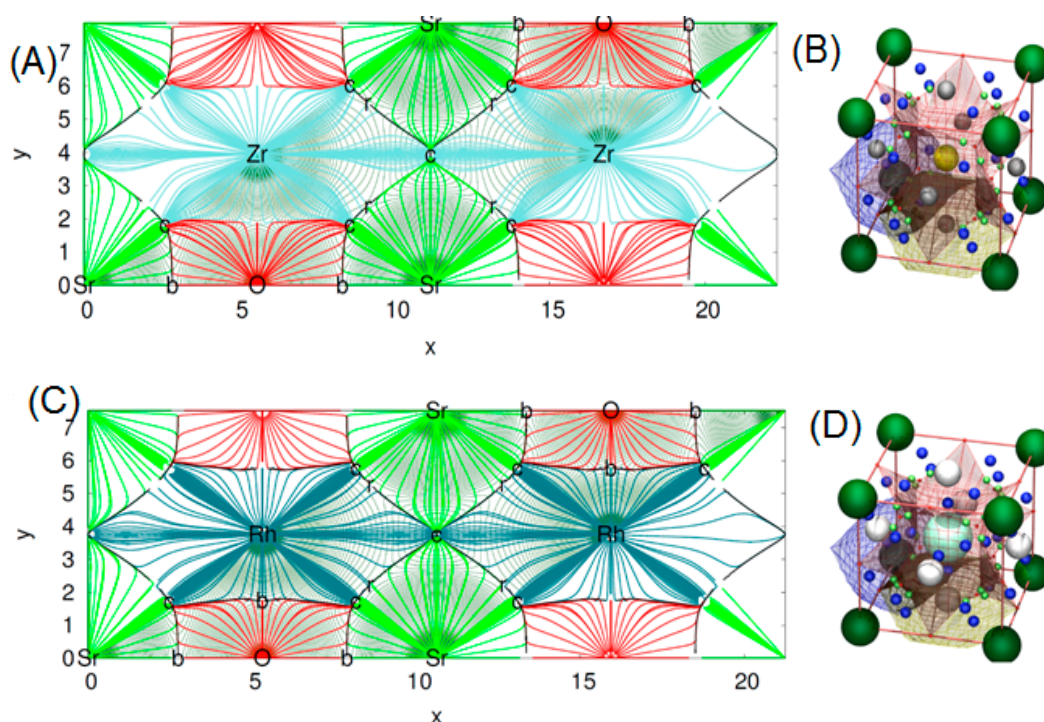 (A)
Sr b O b
7
c c c c
6
r r
5
y 4 Zr c Zr
3
r r
2 c c c c
1
0 Sr b O b Sr
0 5 10 15 20
x
(B)
(C)
Sr b O b
7
6 c c b c
r r
5
y 4 Rh c Rh
3
r
2 c b c c
1
0 Sr b O b Sr
0 5 10 15 20
x
(D)